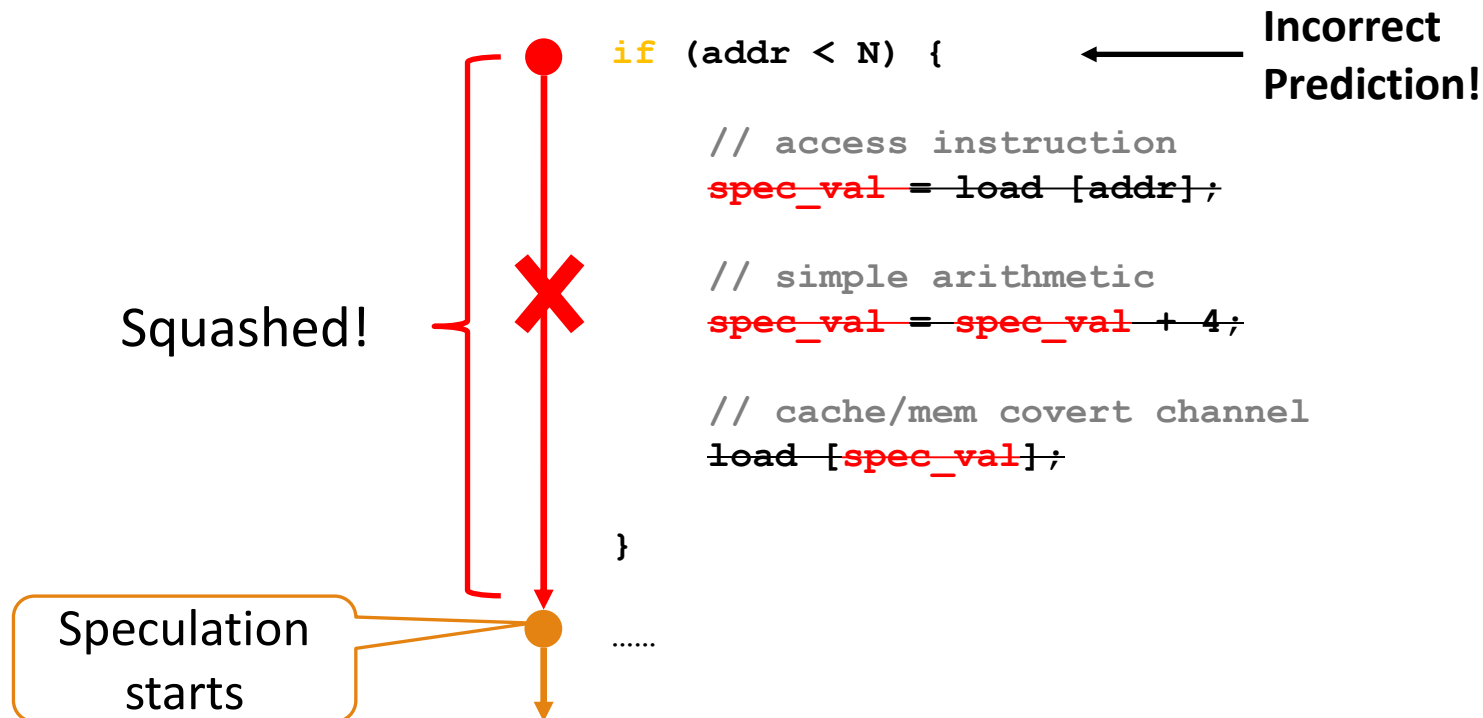 if (addr < N) {
Incorrect
Prediction!
// access instruction
spec_val = load [addr];
// simple arithmetic
spec_val = spec_val + 4;
Squashed!
// cache/mem covert channel
load [spec_val];
}
Speculation
starts
......